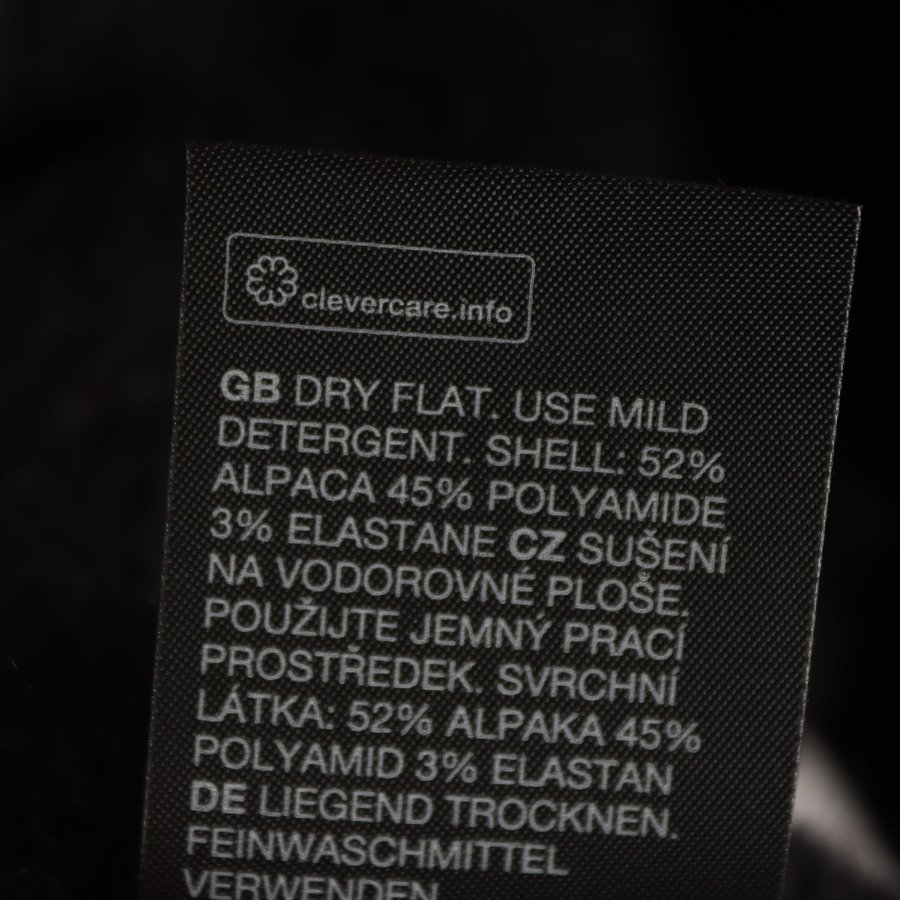 clevercare.info
GB DRY FLAT. USE MILD
DETERGENT. SHELL: 52%
ALPACA 45% POLYAMIDE
3% ELASTANE CZ SUŠENÍ
NA VODOROVNÉ PLOŠE.
POUŽIJTE JEMNÝ PRACÍ
PROSTŘEDEK. SVRCHNÍ
LÁTKA: 52% ALPAKA 45%
POLYAMID 3% ELASTAN
DE LIEGEND TROCKNEN.
FEINWASCHMITTEL
VERWENDEN